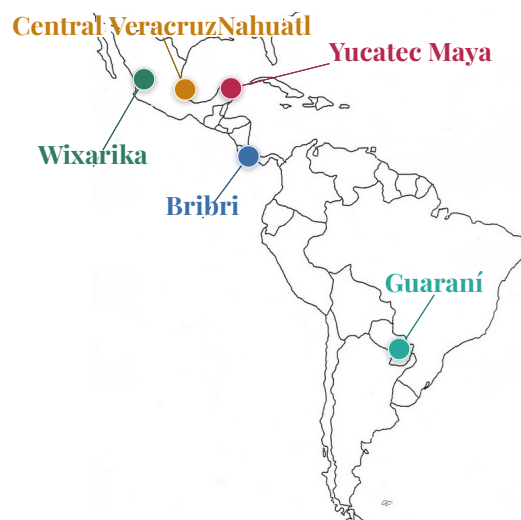 Central VeracruzNahuatl
Yucatec Maya
Wixarika
Bribri
Guaraní